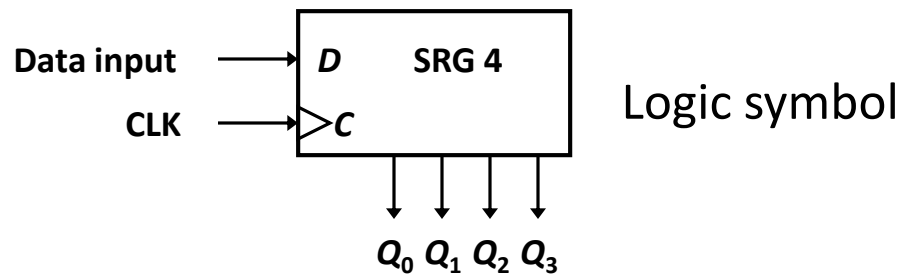 Data input D SRG 4
Logic symbol
CLK C
Q₀ Q₁ Q₂ Q₃